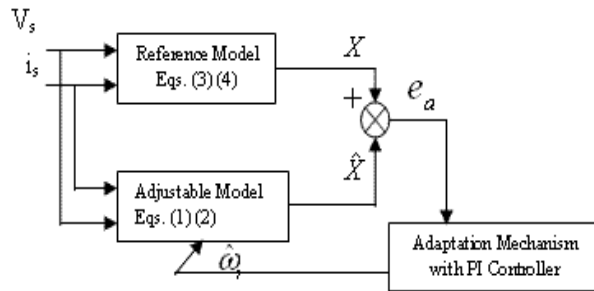 V_s
i_s
Reference Model
Eqs. (3) (4)
X
+
e_a
X̂
Adjustable Model
Eqs. (1) (2)
ω̂
Adaptation Mechanism
with PI Controller